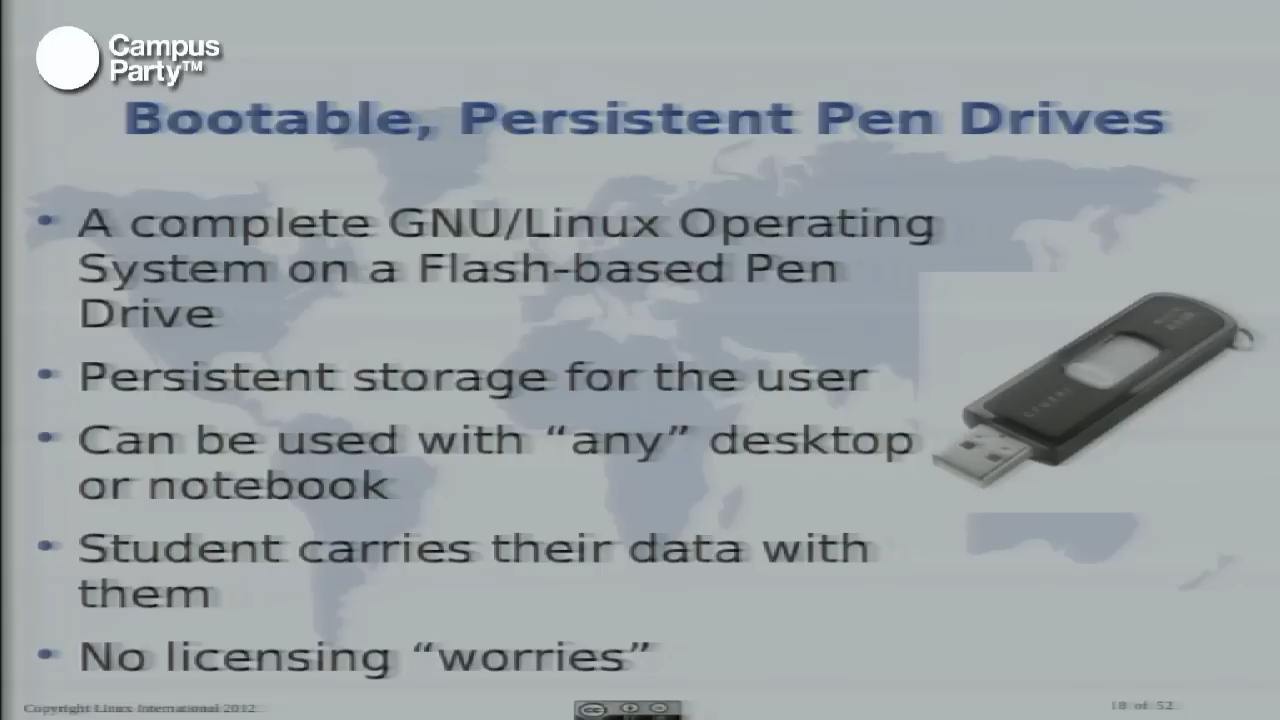 Campus
Party™
Bootable, Persistent Pen Drives
• A complete GNU/Linux Operating
System on a Flash-based Pen
Drive
• Persistent storage for the user
• Can be used with “any” desktop
or notebook
• Student carries their data with
them
• No licensing “worries”
Copyright Linux International 2012
cc
18 of 52